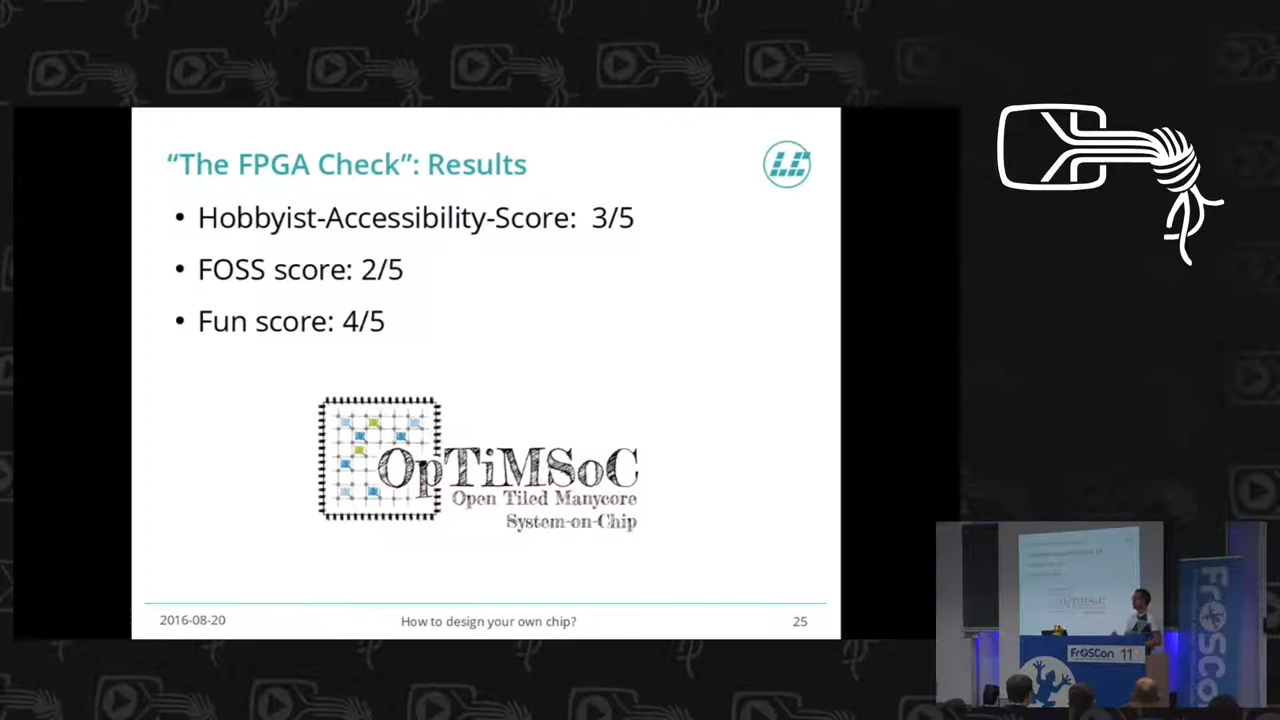 “The FPGA Check”: Results
• Hobbyist-Accessibility-Score: 3/5
• FOSS score: 2/5
• Fun score: 4/5
OpTiMSoC
Open Tiled Manycore
System-on-Chip
2016-08-20
How to design your own chip?
25
FrOSCon 11
FrOSCon